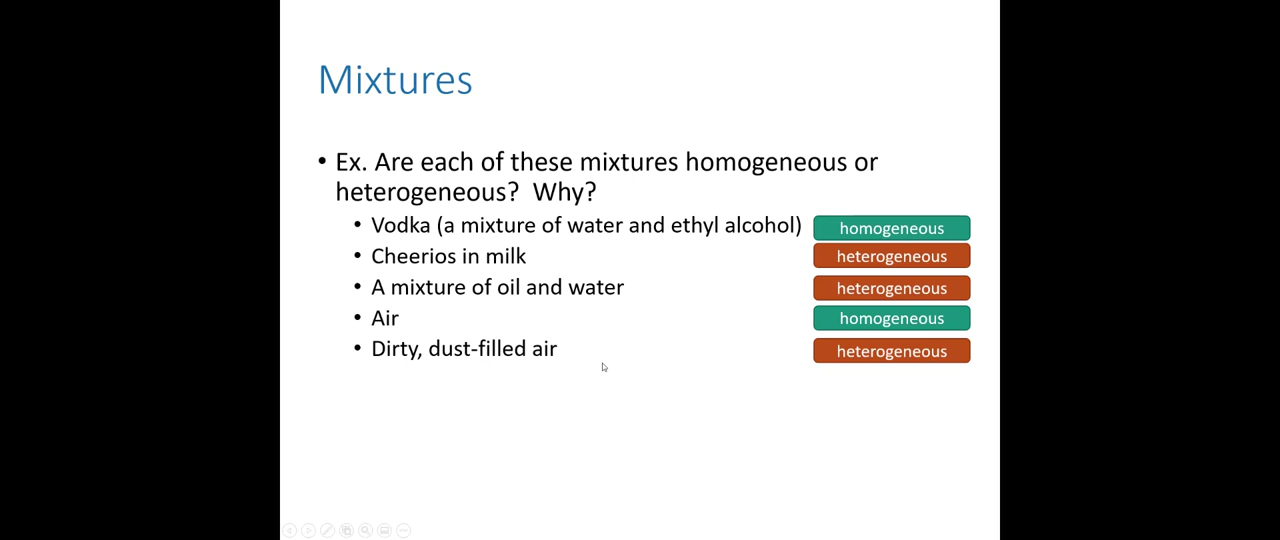 Mixtures
• Ex. Are each of these mixtures homogeneous or
heterogeneous? Why?
• Vodka (a mixture of water and ethyl alcohol) homogeneous
• Cheerios in milk heterogeneous
• A mixture of oil and water heterogeneous
• Air homogeneous
• Dirty, dust-filled air heterogeneous